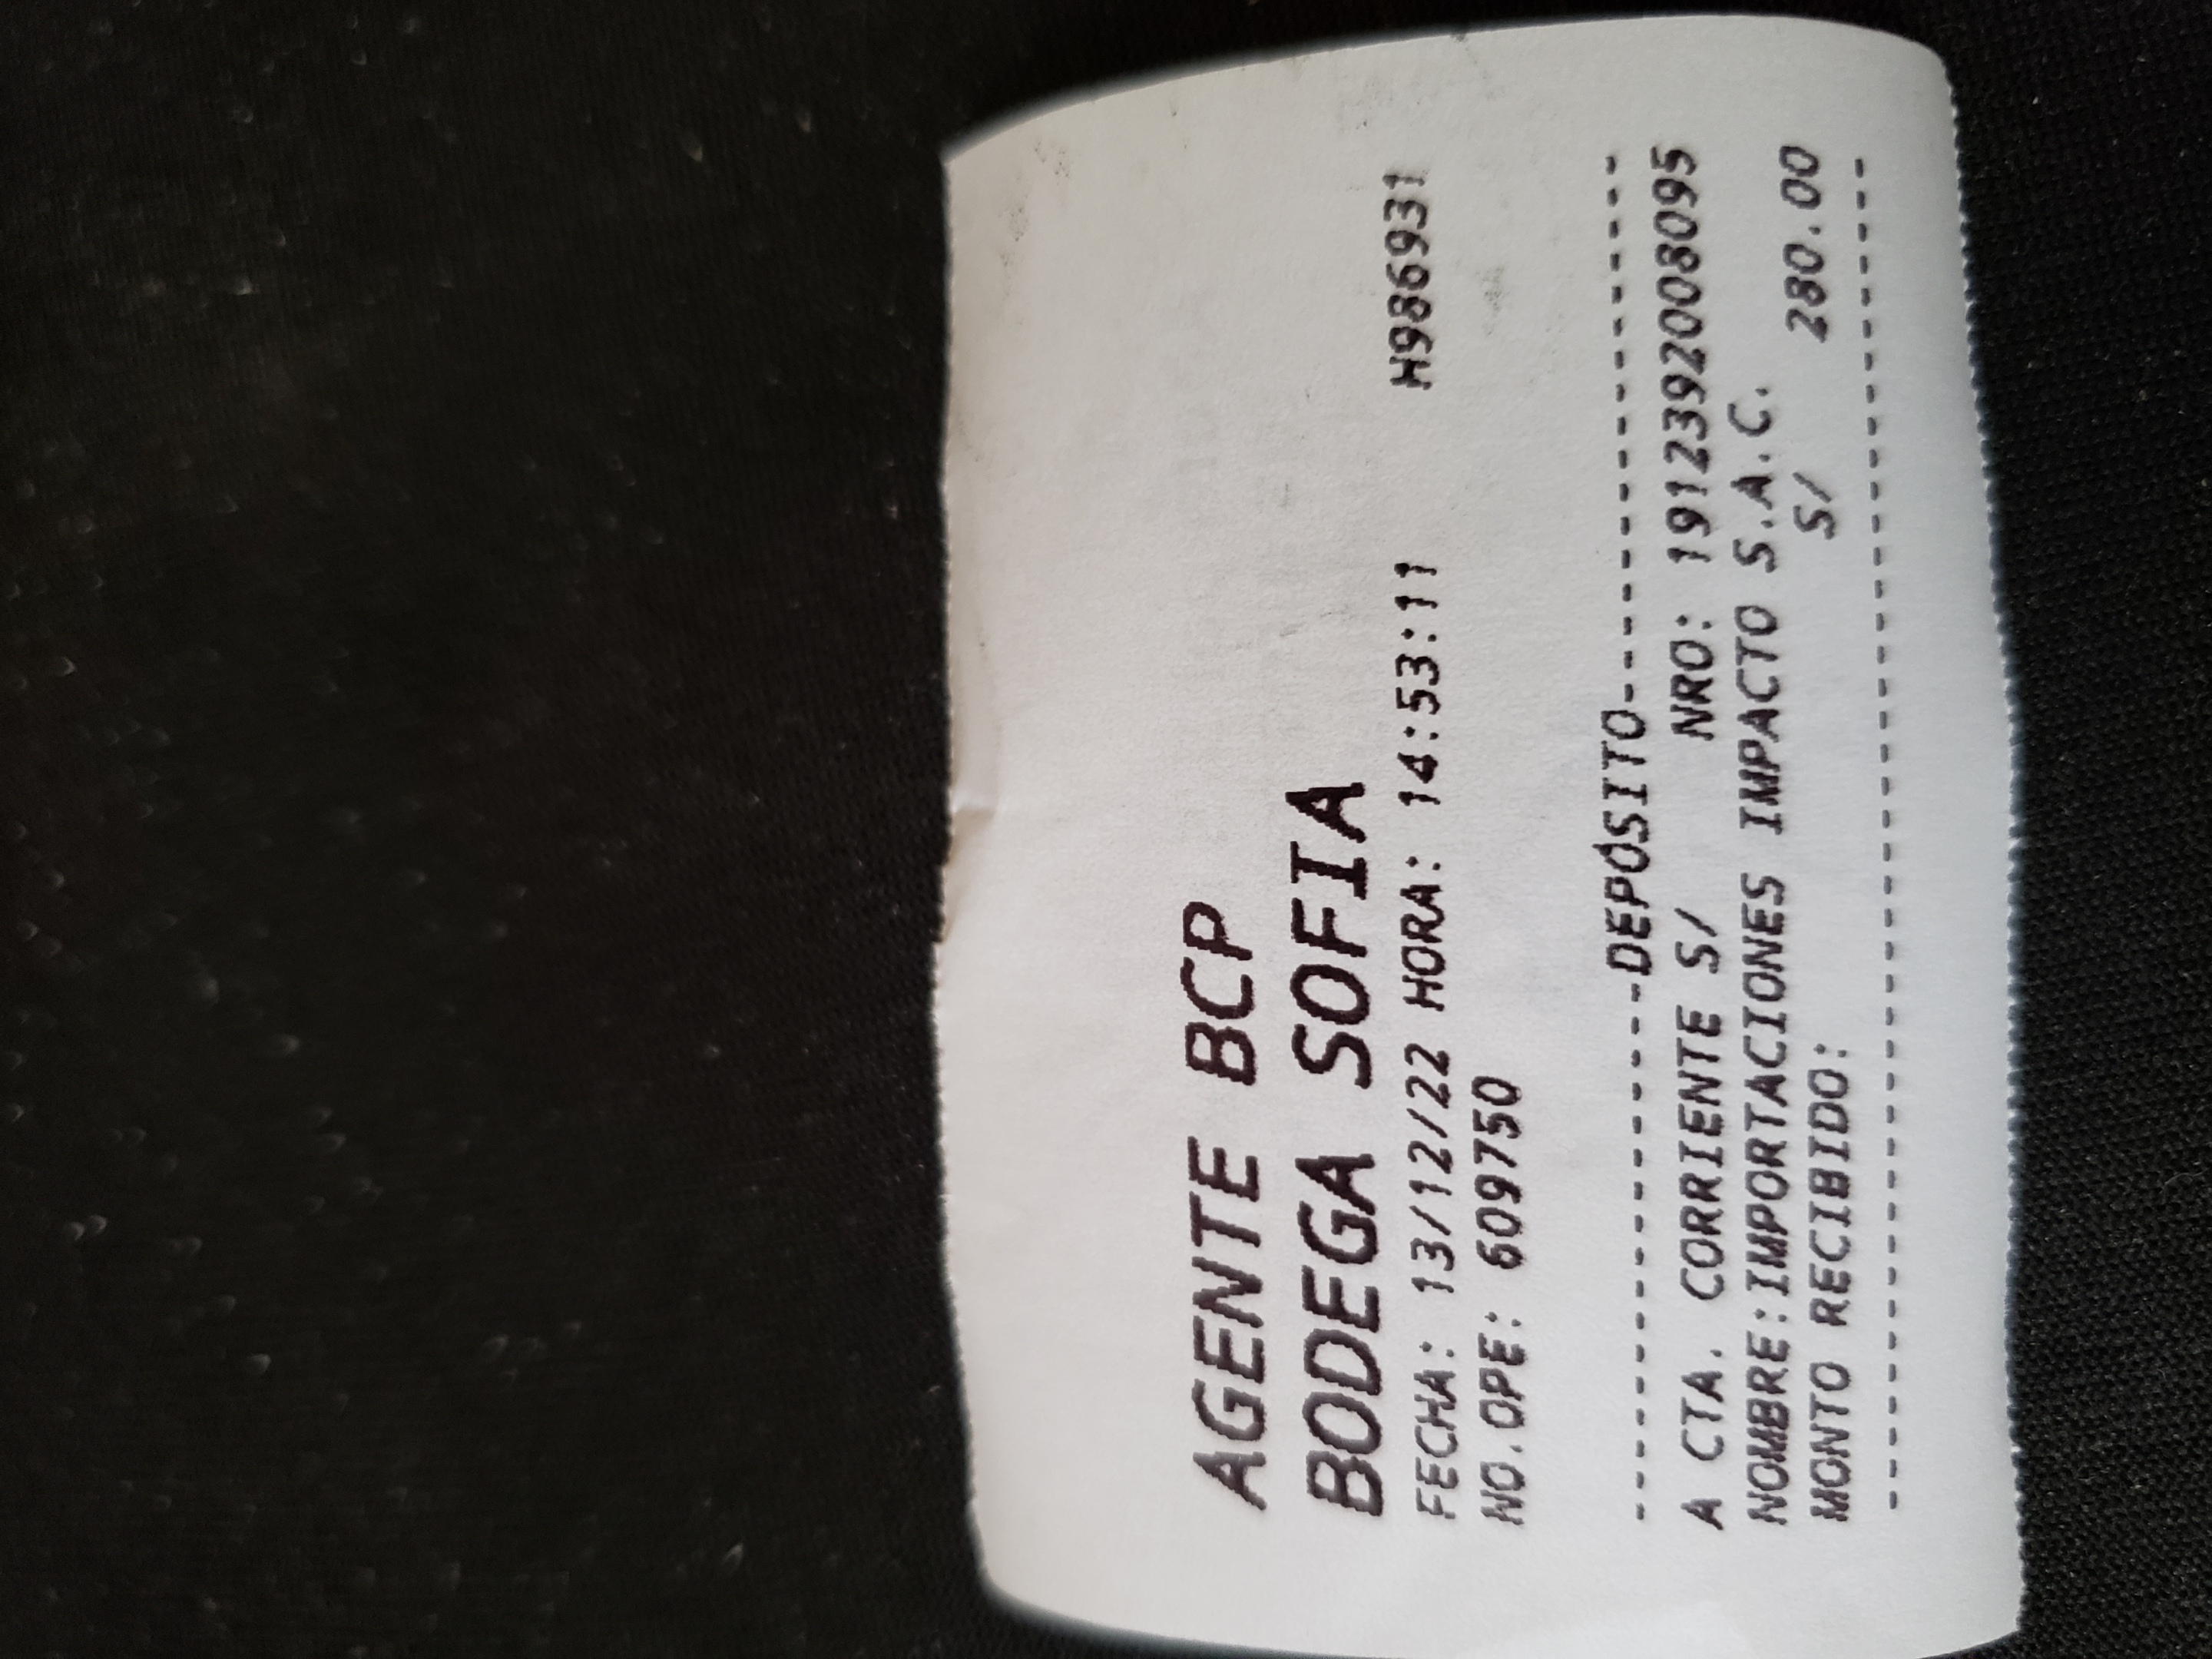 AGENTE BCP
BODEGA SOFIA
FECHA: 13/12/22 HORA: 14:53:11 H986931
NO.OPE: 609750
-------------DEPOSITO-----------------
A CTA. CORRIENTE S/ NRO: 1912392008095
NOMBRE:IMPORTACIONES IMPACTO S.A.C.
MONTO RECIBIDO: S/ 280.00
--------------------------------------